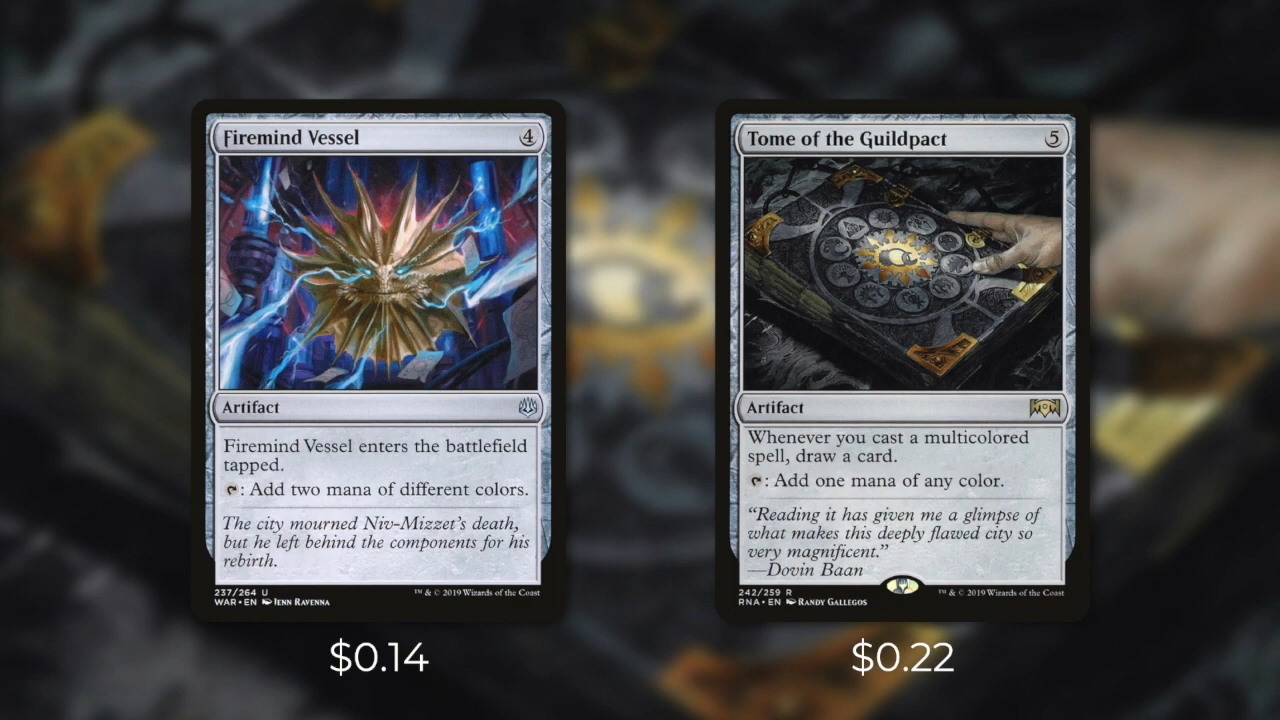 Firemind Vessel
4
Artifact
Firemind Vessel enters the battlefield
tapped.
: Add two mana of different colors.
The city mourned Niv-Mizzet's death,
but he left behind the components for his
rebirth.
237/264 U
WAR • EN Jenn Ravenna
™ & © 2019 Wizards of the Coast
$0.14
Tome of the Guildpact
5
Artifact
Whenever you cast a multicolored
spell, draw a card.
: Add one mana of any color.
“Reading it has given me a glimpse of
what makes this deeply flawed city so
very magnificent.”
—Dovin Baan
242/259 R
RNA • EN Randy Gallegos
™ & © 2019 Wizards of the Coast
$0.22